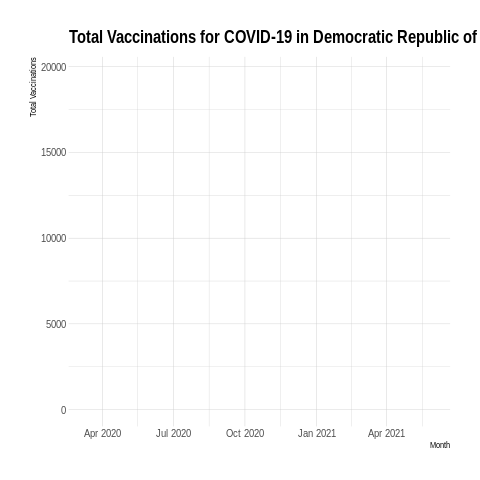 Total Vaccinations for COVID-19 in Democratic Republic of
Total Vaccinations
20000
15000
10000
5000
0
Apr 2020 Jul 2020 Oct 2020 Jan 2021 Apr 2021
Month